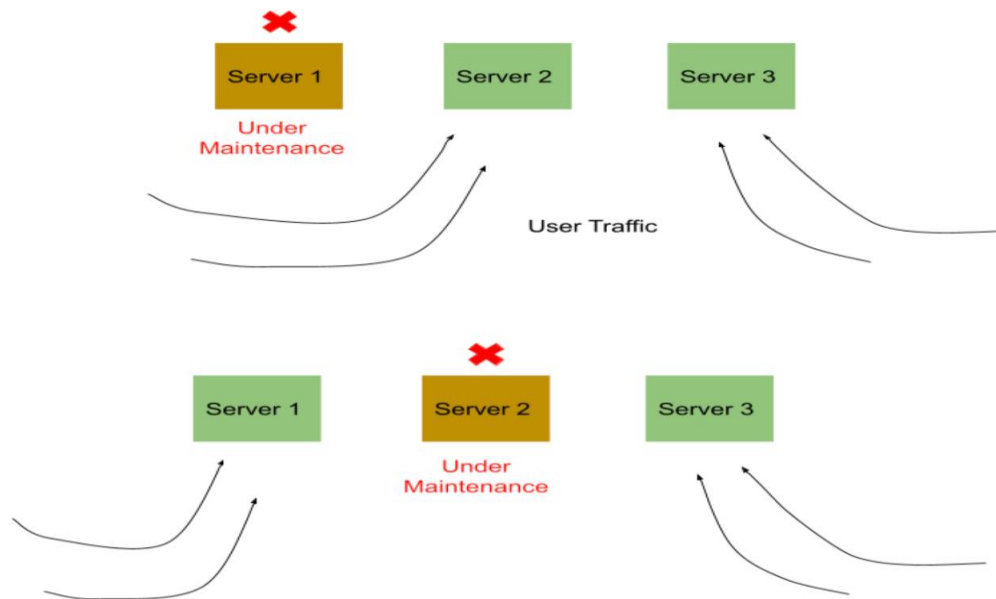 Server 1
Server 2
Server 3
Under
Maintenance
User Traffic
Server 1
Server 2
Server 3
Under
Maintenance